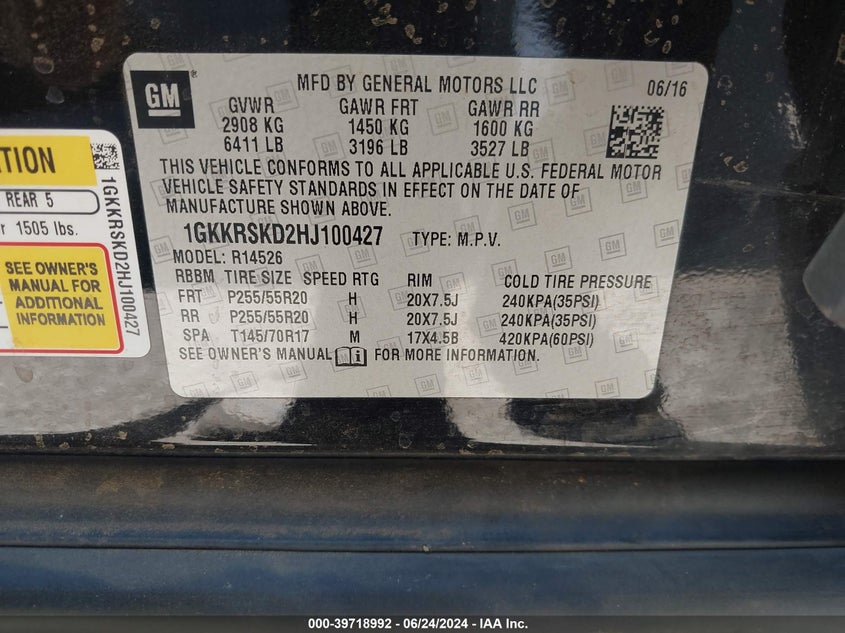 GM
MFD BY GENERAL MOTORS LLC 06/16
GVWR GAWR FRT GAWR RR
2908 KG 1450 KG 1600 KG
6411 LB 3196 LB 3527 LB
THIS VEHICLE CONFORMS TO ALL APPLICABLE U.S. FEDERAL MOTOR
VEHICLE SAFETY STANDARDS IN EFFECT ON THE DATE OF
MANUFACTURE SHOWN ABOVE.
1GKKRSKD2HJ100427 TYPE: M.P.V.
MODEL: R14526
RBBM TIRE SIZE SPEED RTG RIM COLD TIRE PRESSURE
FRT P255/55R20 H 20X7.5J 240KPA(35PSI)
RR P255/55R20 H 20X7.5J 240KPA(35PSI)
SPA T145/70R17 M 17X4.5B 420KPA(60PSI)
SEE OWNER'S MANUAL FOR MORE INFORMATION.
REAR 5
1505 lbs.
SEE OWNER'S
MANUAL FOR
ADDITIONAL
INFORMATION
1GKKRSKD2HJ100427
000-39718992 - 06/24/2024 - IAA Inc.